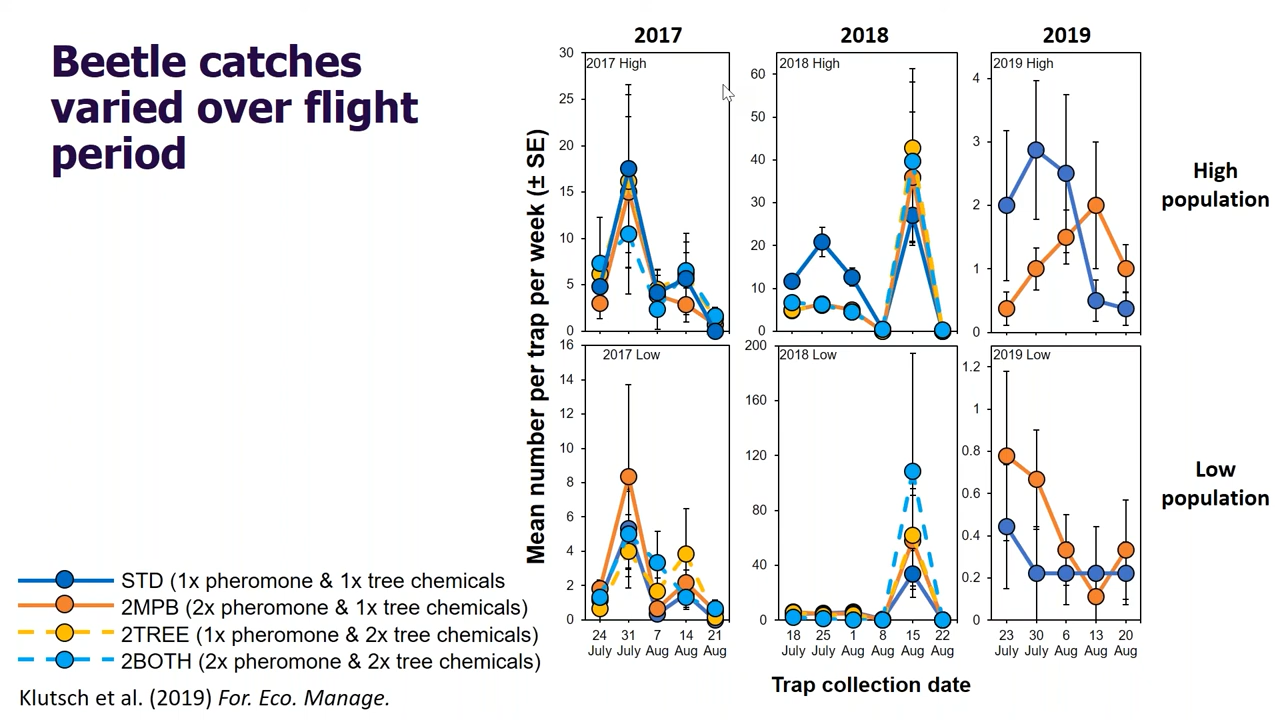 Beetle catches
varied over flight
period
2017
2018
2019
Mean number per trap per week (± SE)
2017 High
30
25
20
15
10
5
0
2018 High
60
50
40
30
20
10
0
2019 High
4
3
2
1
0
High
population
2017 Low
16
14
12
10
8
6
4
2
0
2018 Low
200
160
120
80
40
0
2019 Low
1.2
1
0.8
0.6
0.4
0.2
0
Low
population
24 31 7 14 21
July July Aug Aug Aug
18 25 1 8 15 22
July July Aug Aug Aug Aug
23 30 6 13 20
July July Aug Aug Aug
Trap collection date
STD (1x pheromone & 1x tree chemicals
2MPB (2x pheromone & 1x tree chemicals)
2TREE (1x pheromone & 2x tree chemicals)
2BOTH (2x pheromone & 2x tree chemicals)
Klutsch et al. (2019) For. Eco. Manage.